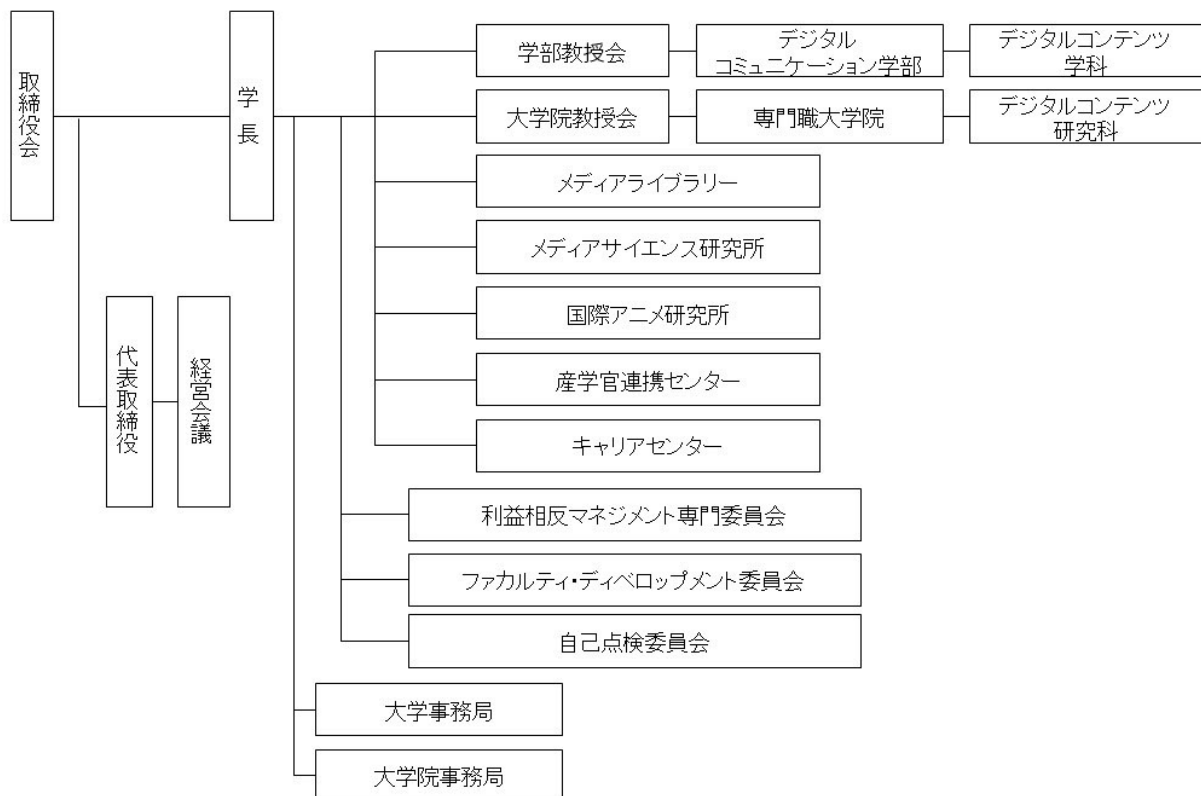 取締役会
学長
学部教授会
デジタル
コミュニケーション学部
デジタルコンテンツ
学科
大学院教授会
専門職大学院
デジタルコンテンツ
研究科
メディアライブラリー
メディアサイエンス研究所
国際アニメ研究所
産学官連携センター
キャリアセンター
代表取締役
経営会議
利益相反マネジメント専門委員会
ファカルティ・ディベロップメント委員会
自己点検委員会
大学事務局
大学院事務局